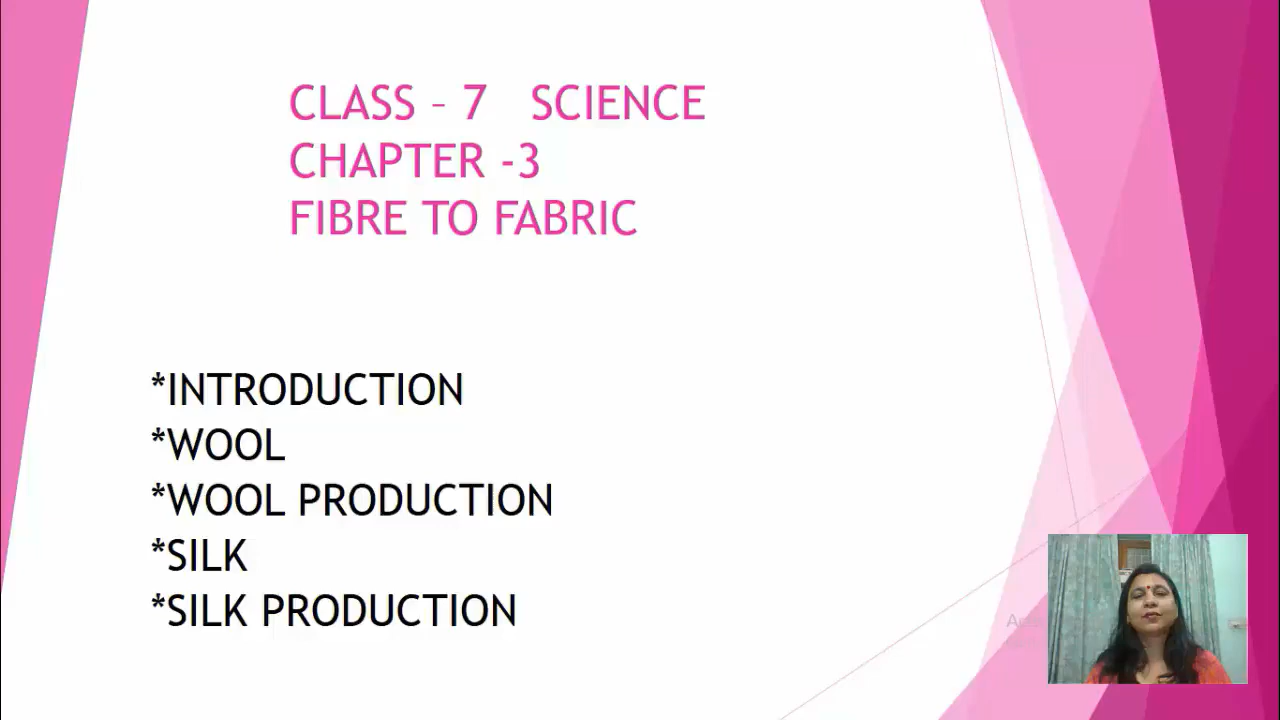 CLASS – 7 SCIENCE
CHAPTER -3
FIBRE TO FABRIC
*INTRODUCTION
*WOOL
*WOOL PRODUCTION
*SILK
*SILK PRODUCTION